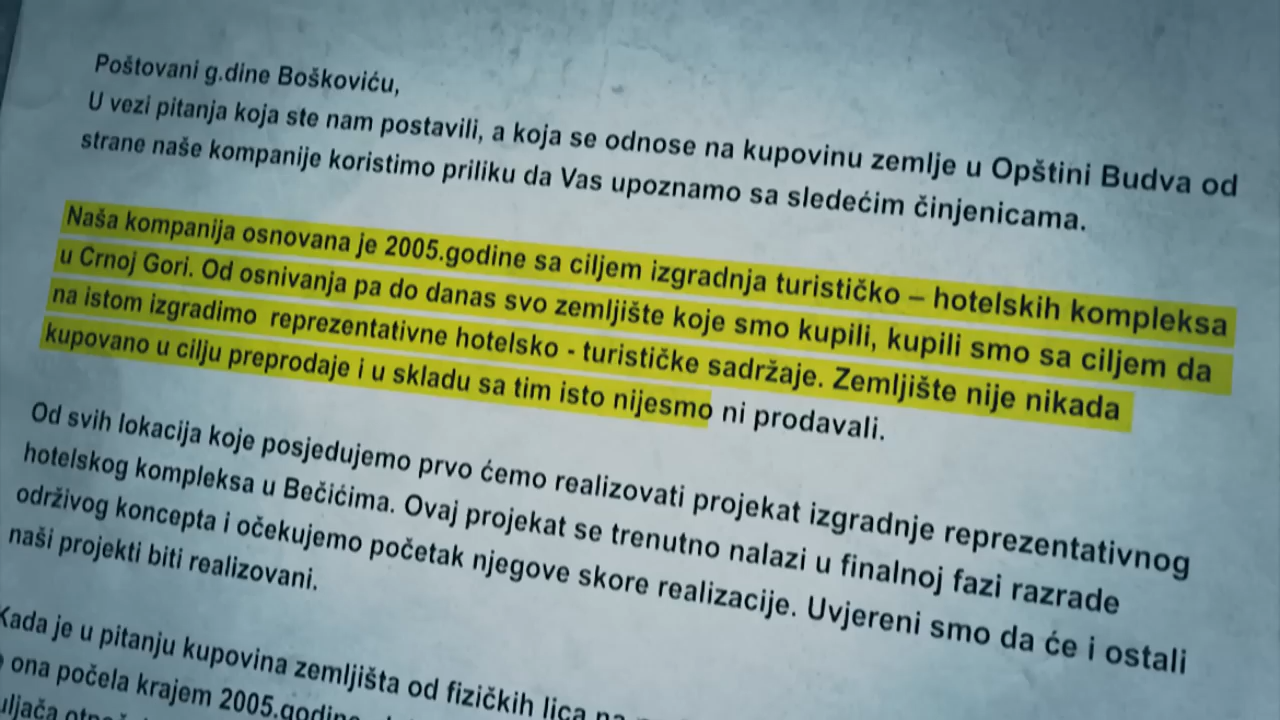 Poštovani g.dine Boškoviću,
U vezi pitanja koja ste nam postavili, a koja se odnose na kupovinu zemlje u Opštini Budva od
strane naše kompanije koristimo priliku da Vas upoznamo sa sledećim činjenicama.
Naša kompanija osnovana je 2005.godine sa ciljem izgradnja turističko – hotelskih kompleksa
u Crnoj Gori. Od osnivanja pa do danas svo zemljište koje smo kupili, kupili smo sa ciljem da
na istom izgradimo reprezentativne hotelsko - turističke sadržaje. Zemljište nije nikada
kupovano u cilju preprodaje i u skladu sa tim isto nijesmo ni prodavali.
Od svih lokacija koje posjedujemo prvo ćemo realizovati projekat izgradnje reprezentativnog
hotelskog kompleksa u Bečićima. Ovaj projekat se trenutno nalazi u finalnoj fazi razrade
održivog koncepta i očekujemo početak njegove skore realizacije. Uvjereni smo da će i ostali
naši projekti biti realizovani.
Kada je u pitanju kupovina zemljišta od fizičkih lica na
ona počela krajem 2005.godine